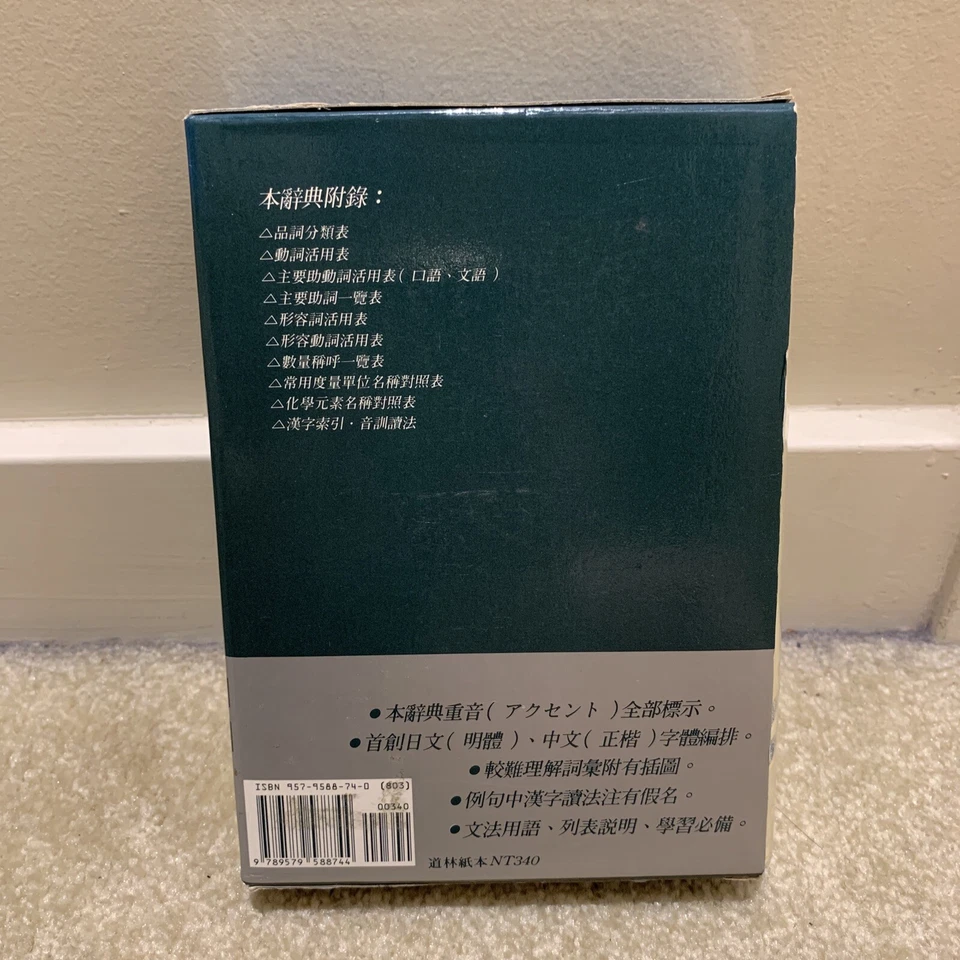 本辭典附錄：
△品詞分類表
△動詞活用表
△主要助動詞活用表( 口語、文語 )
△主要助詞一覽表
△形容詞活用表
△形容動詞活用表
△數量稱呼一覽表
△常用度量單位名稱對照表
△化學元素名稱對照表
△漢字索引．音訓讀法
●本辭典重音( アクセント )全部標示。
●首創日文( 明體 )、中文( 正楷 )字體編排。
●較難理解詞彙附有插圖。
●例句中漢字讀法注有假名。
●文法用語、列表說明、學習必備。
ISBN 957-9588-74-0 (803)
00340
9 789579 588744
道林紙本NT340